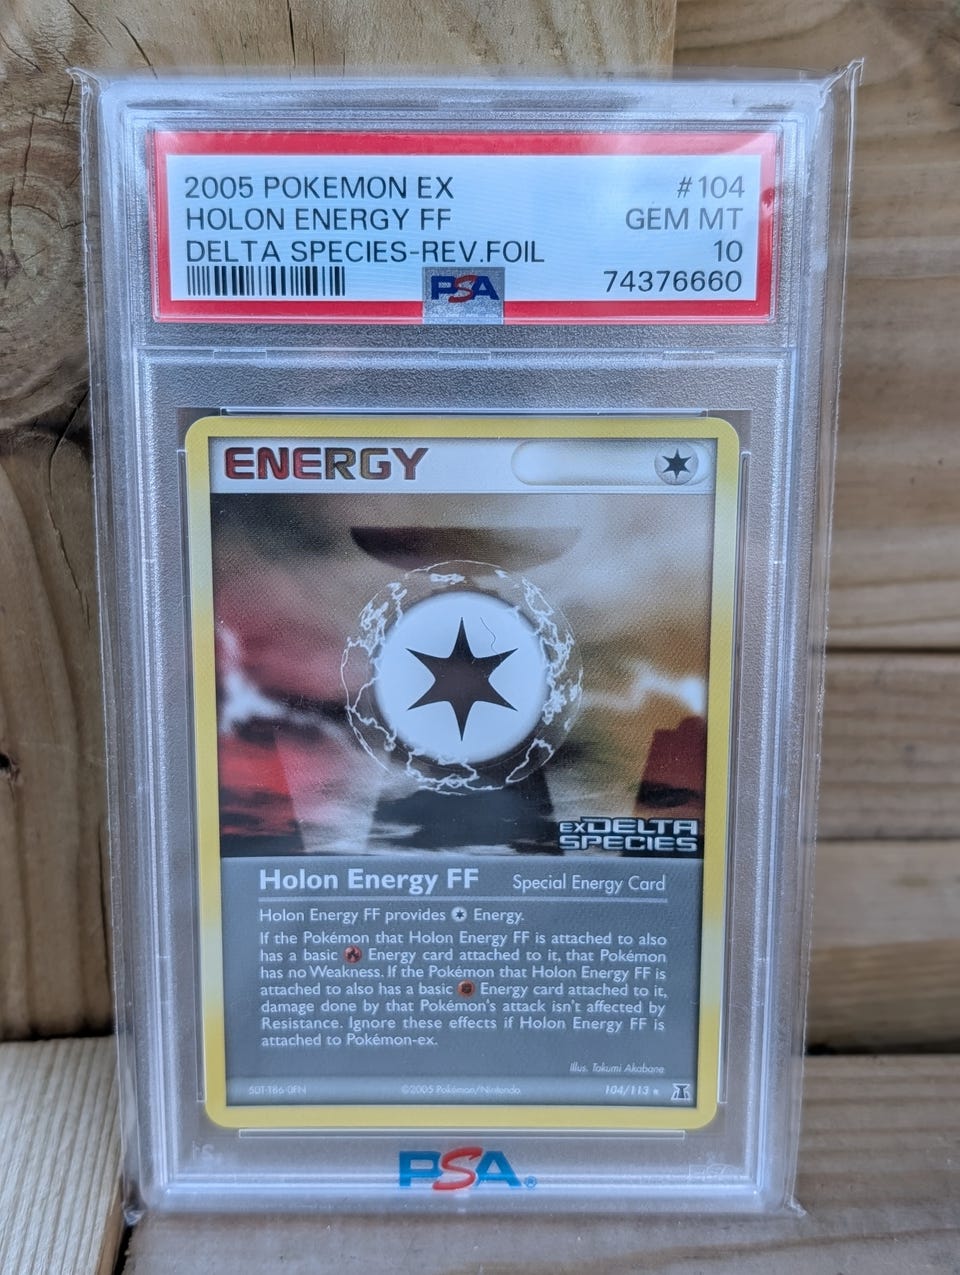 2005 POKEMON EX #104
HOLON ENERGY FF GEM MT
DELTA SPECIES-REV.FOIL 10
PSA 74376660
ENERGY
EXDELTA
SPECIES
Holon Energy FF Special Energy Card
Holon Energy FF provides Energy.
If the Pokémon that Holon Energy FF is attached to also
has a basic Energy card attached to it, that Pokémon
has no Weakness. If the Pokémon that Holon Energy FF is
attached to also has a basic Energy card attached to it,
damage done by that Pokémon's attack isn't affected by
Resistance. Ignore these effects if Holon Energy FF is
attached to Pokémon-ex.
Illus. Takumi Akabane
©2005 Pokémon/Nintendo 104/113 ★
PSA®